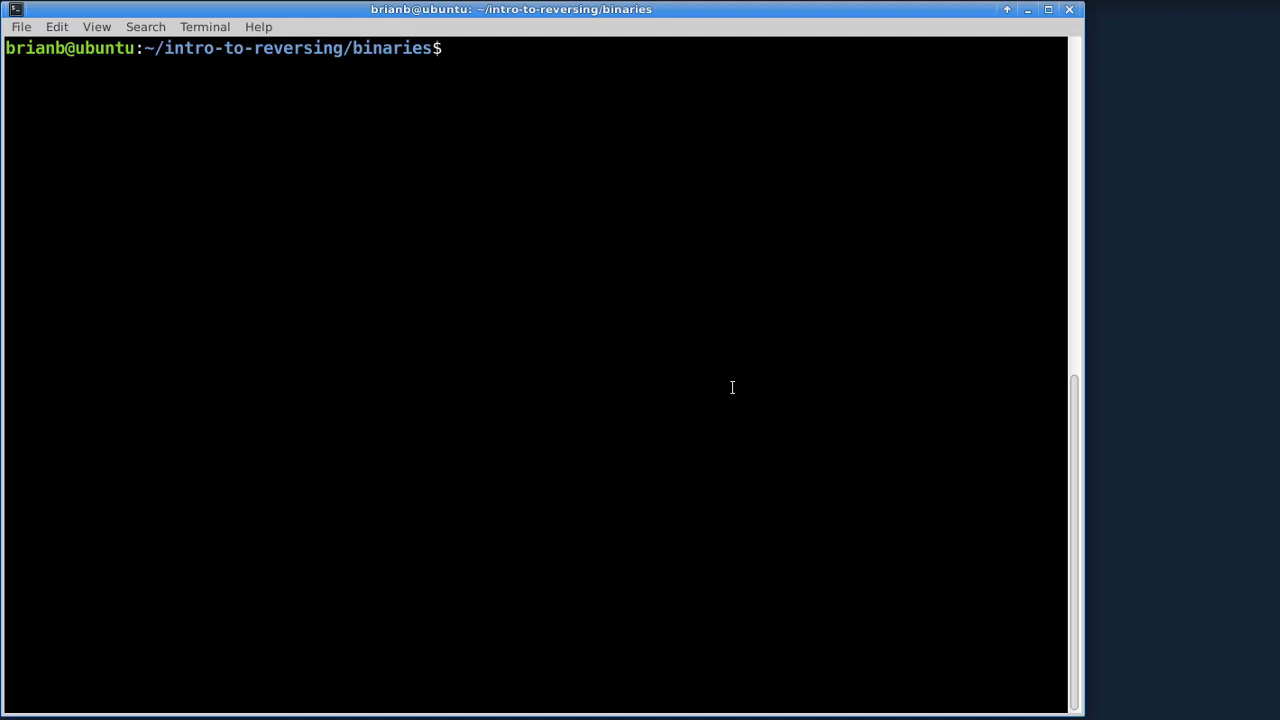 brianb@ubuntu: ~/intro-to-reversing/binaries
File Edit View Search Terminal Help
brianb@ubuntu:~/intro-to-reversing/binaries$